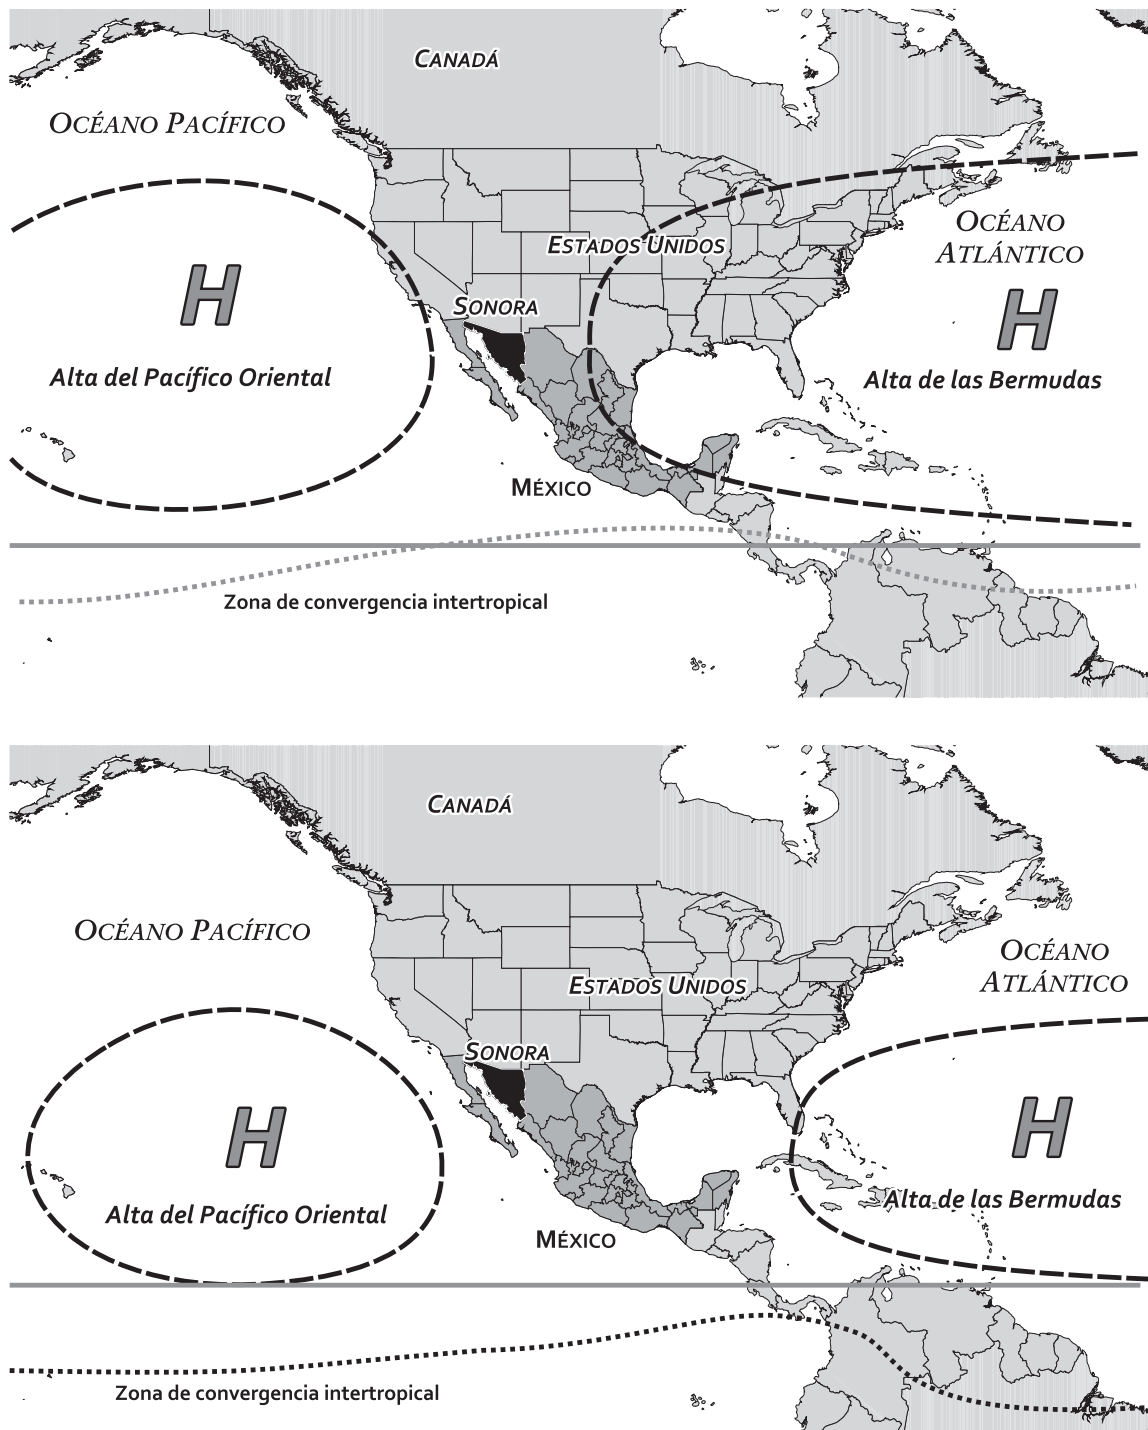 CANADÁ
OCÉANO PACÍFICO
OCÉANO
ATLÁNTICO
ESTADOS UNIDOS
H
H
SONORA
Alta del Pacífico Oriental
Alta de las Bermudas
MÉXICO
Zona de convergencia intertropical
CANADÁ
OCÉANO PACÍFICO
OCÉANO
ATLÁNTICO
ESTADOS UNIDOS
SONORA
H
H
Alta de las Bermudas
Alta del Pacífico Oriental
MÉXICO
Zona de convergencia intertropical